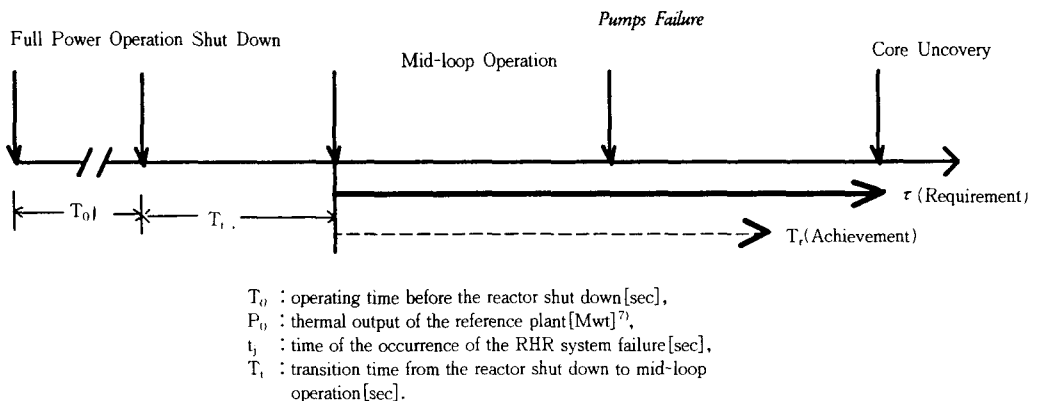 Pumps Failure
Full Power Operation Shut Down
Mid-loop Operation
Core Uncovery
τ (Requirement)
T₀
Tₜ
Tᵣ(Achievement)
T₀ : operating time before the reactor shut down[sec],
P₀ : thermal output of the reference plant[Mwt]⁷⁾,
tⱼ : time of the occurrence of the RHR system failure[sec],
Tₜ : transition time from the reactor shut down to mid-loop
operation[sec].